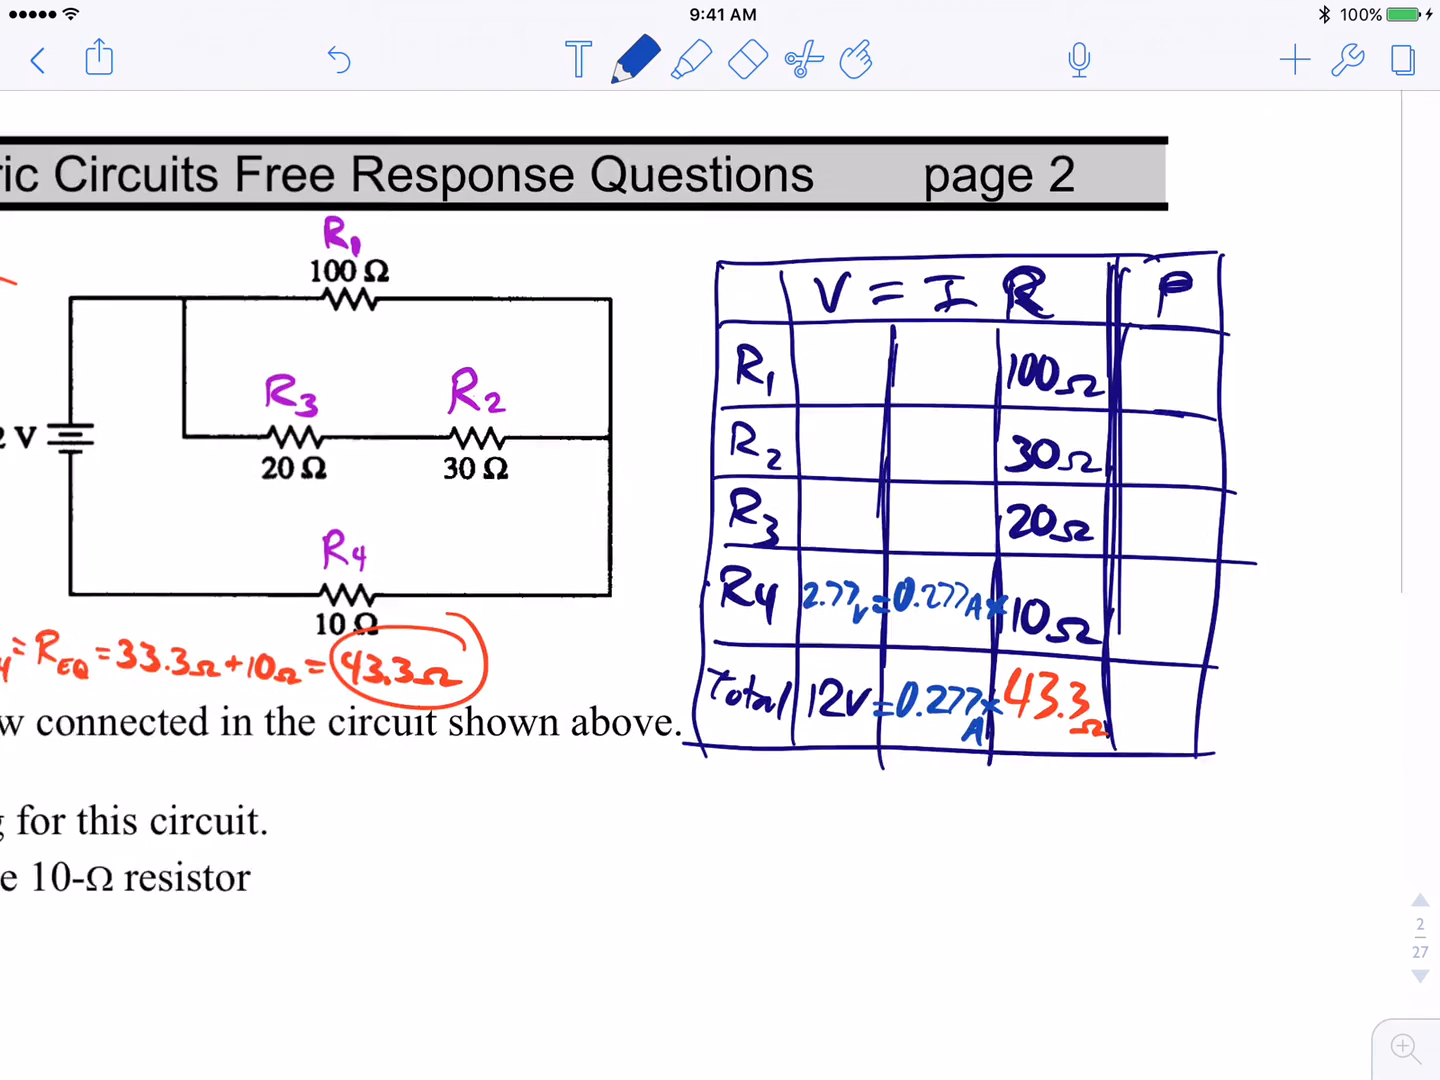 9:41 AM
100%
T
ric Circuits Free Response Questions page 2
R1
100 Ω
R3
R2
2 V
20 Ω
30 Ω
R4
10 Ω
= REQ = 33.3Ω + 10Ω = 43.3Ω
w connected in the circuit shown above.
g for this circuit.
e 10-Ω resistor
V = I R P
R1 100Ω
R2 30Ω
R3 20Ω
R4 2.77V = 0.277A × 10Ω
Total 12V = 0.277A × 43.3Ω
2
27